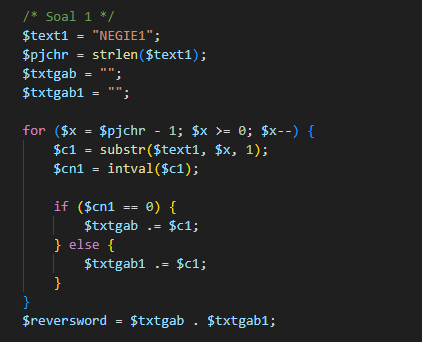 /* Soal 1 */
$text1 = "NEGIE1";
$pjchr = strlen($text1);
$txtgab = "";
$txtgab1 = "";

for ($x = $pjchr - 1; $x >= 0; $x--) {
    $c1 = substr($text1, $x, 1);
    $cn1 = intval($c1);

    if ($cn1 == 0) {
        $txtgab .= $c1;
    } else {
        $txtgab1 .= $c1;
    }
}
$reversword = $txtgab . $txtgab1;